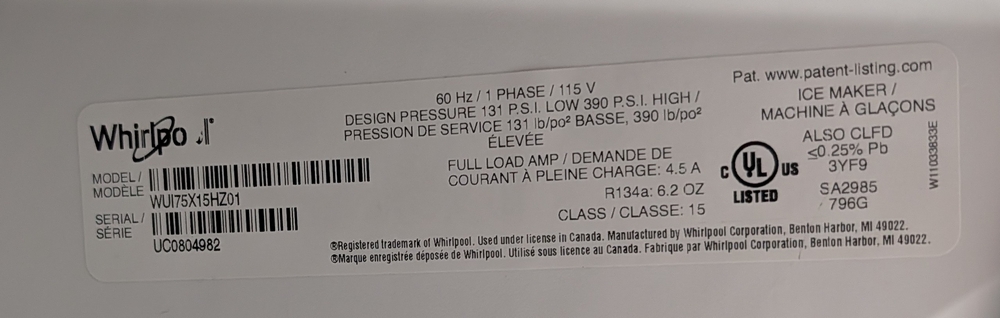 Whirlpool
MODEL /
MODÈLE
WUI75X15HZ01
SERIAL /
SÉRIE
UC0804982
60 Hz / 1 PHASE / 115 V
DESIGN PRESSURE 131 P.S.I. LOW 390 P.S.I. HIGH /
PRESSION DE SERVICE 131 lb/po² BASSE, 390 lb/po²
ÉLEVÉE
FULL LOAD AMP / DEMANDE DE
COURANT À PLEINE CHARGE: 4.5 A
R134a: 6.2 OZ
CLASS / CLASSE: 15
Pat. www.patent-listing.com
ICE MAKER /
MACHINE À GLAÇONS
C UL US
LISTED
ALSO CLFD
≤0.25% Pb
3YF9
SA2985
796G
W11033833E
®Registered trademark of Whirlpool. Used under license in Canada. Manufactured by Whirlpool Corporation, Benton Harbor, MI 49022.
®Marque enregistrée déposée de Whirlpool. Utilisé sous licence au Canada. Fabrique par Whirlpool Corporation, Benton Harbor, MI 49022.